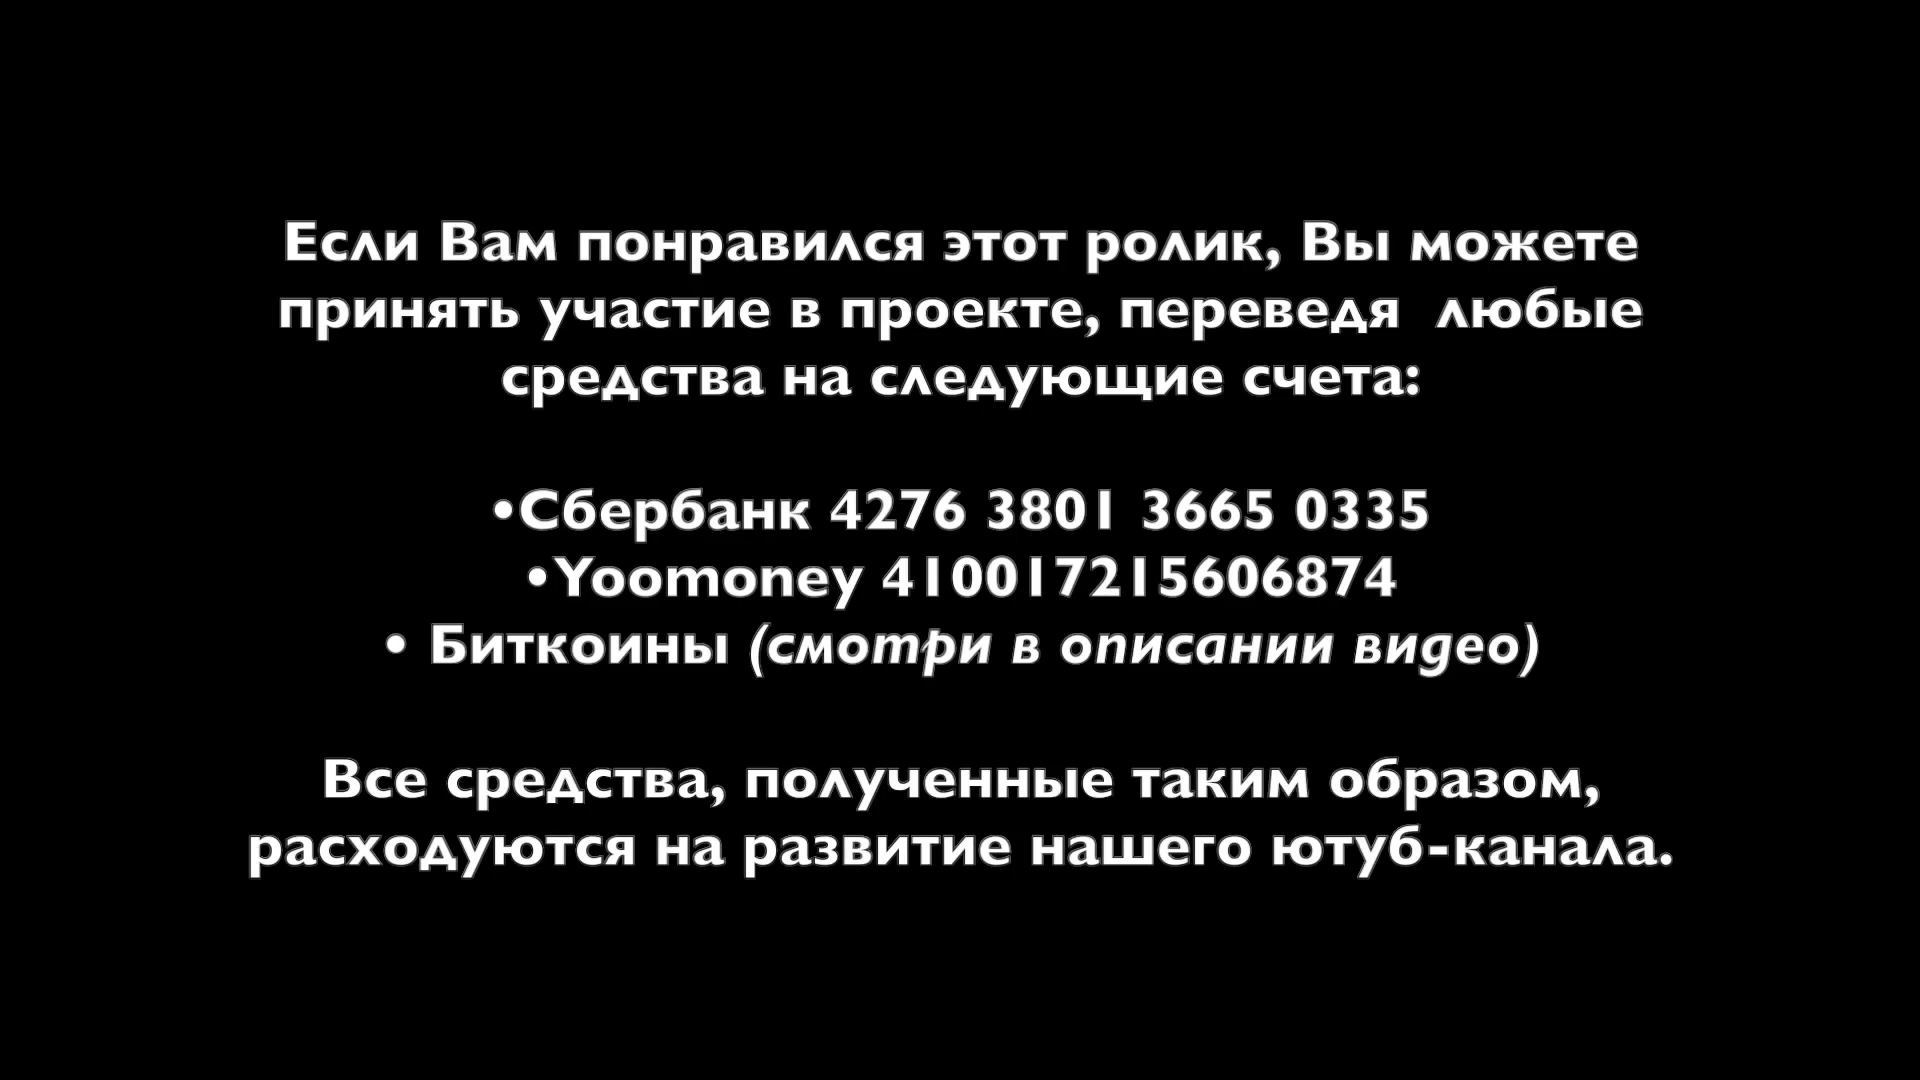 Если Вам понравился этот ролик, Вы можете
принять участие в проекте, переведя  любые
средства на следующие счета:
•Сбербанк 4276 3801 3665 0335
•Yoomoney 410017215606874
• Биткоины (смотри в описании видео)
Все средства, полученные таким образом,
расходуются на развитие нашего ютуб-канала.